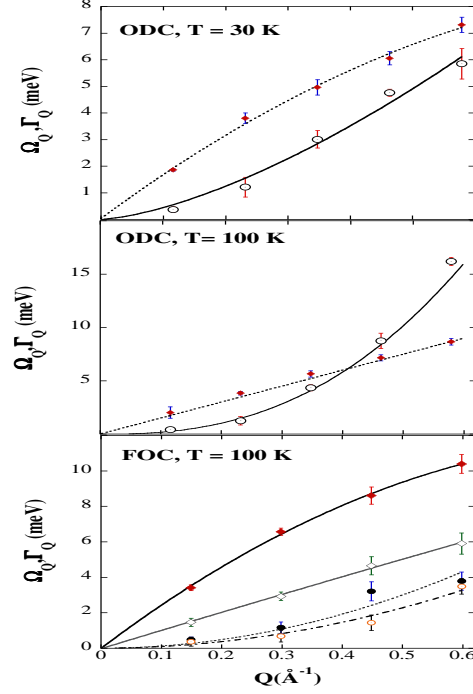 8
ODC, T = 30 K
7
6
5
4
3
2
1
Ω_Q,Γ_Q (meV)
ODC, T= 100 K
15
10
5
Ω_Q,Γ_Q (meV)
FOC, T = 100 K
10
8
6
4
2
0
Ω_Q,Γ_Q (meV)
0 0.1 0.2 0.3 0.4 0.5 0.6
Q(Å⁻¹)